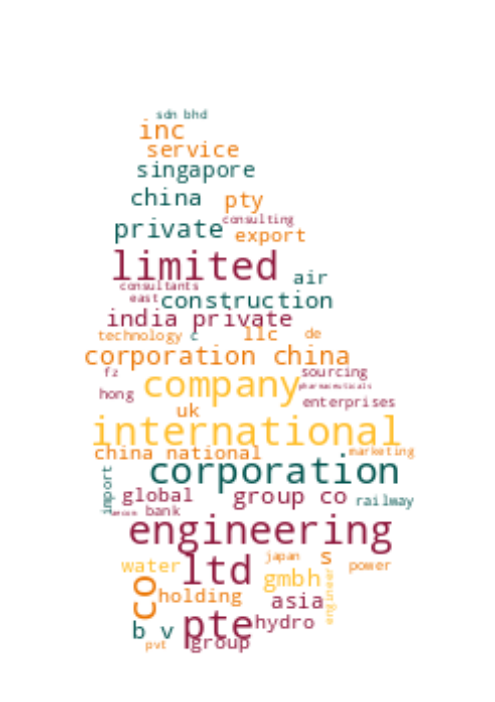 sdn bhd
inc
service
singapore
china pty
consulting
private export
limited air
consultants
east construction
india private
technology c llc de
corporation china
fz sourcing
company pharmaceuticals
hong enterprises
uk
international
china national marketing
corporation
import global group co railway
aecon bank
engineering
japan s
water ltd gmbh power
co holding asia engineer
b v pte hydro
pvt group